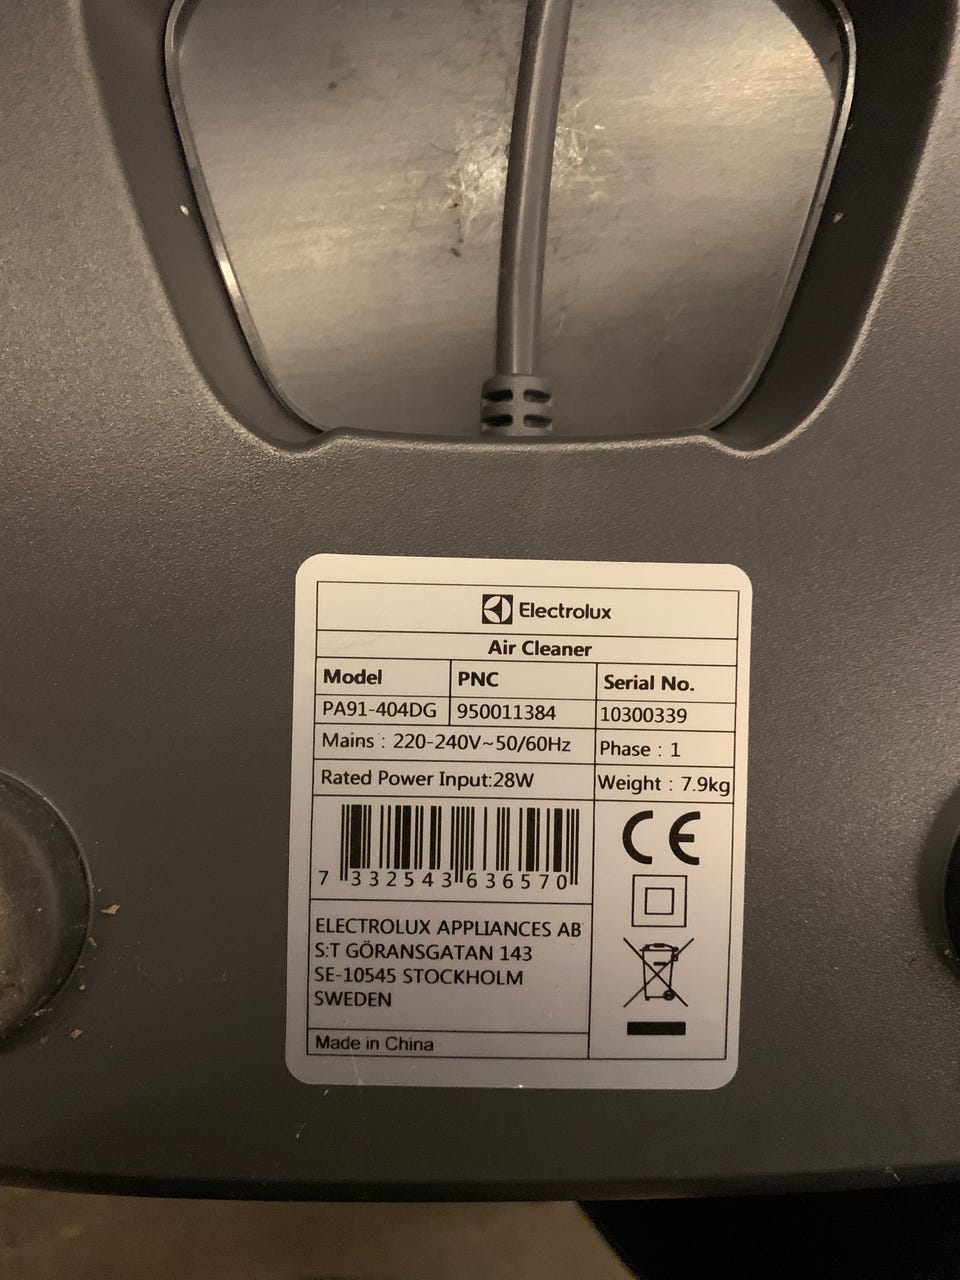 Electrolux
Air Cleaner
Model PNC Serial No.
PA91-404DG 950011384 10300339
Mains : 220-240V~50/60Hz Phase : 1
Rated Power Input:28W Weight : 7.9kg
7 332543 636570
CE
ELECTROLUX APPLIANCES AB
S:T GÖRANSGATAN 143
SE-10545 STOCKHOLM
SWEDEN
Made in China